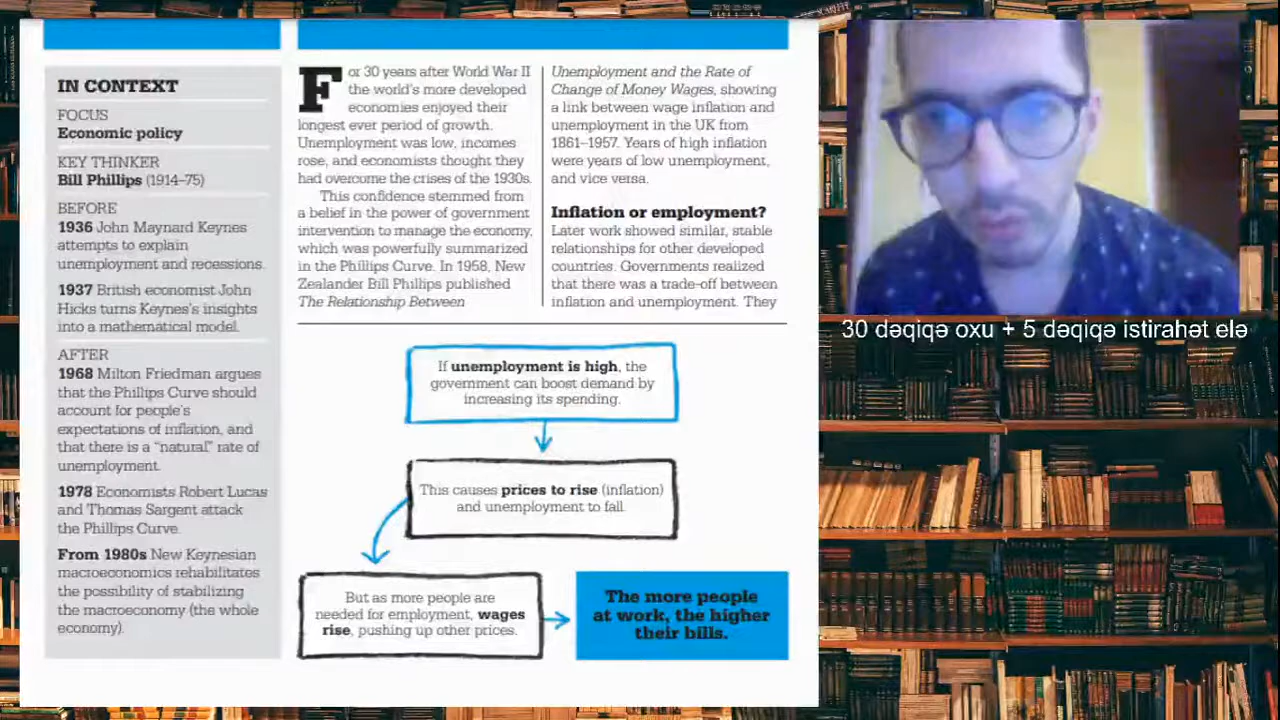 IN CONTEXT
FOCUS
Economic policy
KEY THINKER
Bill Phillips (1914–75)
BEFORE
1936 John Maynard Keynes
attempts to explain
unemployment and recessions.
1937 British economist John
Hicks turns Keynes's insights
into a mathematical model.
AFTER
1968 Milton Friedman argues
that the Phillips Curve should
account for people's
expectations of inflation, and
that there is a "natural" rate of
unemployment.
1978 Economists Robert Lucas
and Thomas Sargent attack
the Phillips Curve.
From 1980s New Keynesian
macroeconomics rehabilitates
the possibility of stabilizing
the macroeconomy (the whole
economy).
For 30 years after World War II
the world's more developed
economies enjoyed their
longest ever period of growth.
Unemployment was low, incomes
rose, and economists thought they
had overcome the crises of the 1930s.
This confidence stemmed from
a belief in the power of government
intervention to manage the economy,
which was powerfully summarized
in the Phillips Curve. In 1958, New
Zealander Bill Phillips published
The Relationship Between
Unemployment and the Rate of
Change of Money Wages, showing
a link between wage inflation and
unemployment in the UK from
1861–1957. Years of high inflation
were years of low unemployment,
and vice versa.
Inflation or employment?
Later work showed similar, stable
relationships for other developed
countries. Governments realized
that there was a trade-off between
inflation and unemployment. They
If unemployment is high, the
government can boost demand by
increasing its spending.
This causes prices to rise (inflation)
and unemployment to fall.
But as more people are
needed for employment, wages
rise, pushing up other prices.
The more people
at work, the higher
their bills.
30 dəqiqə oxu + 5 dəqiqə istirahət elə